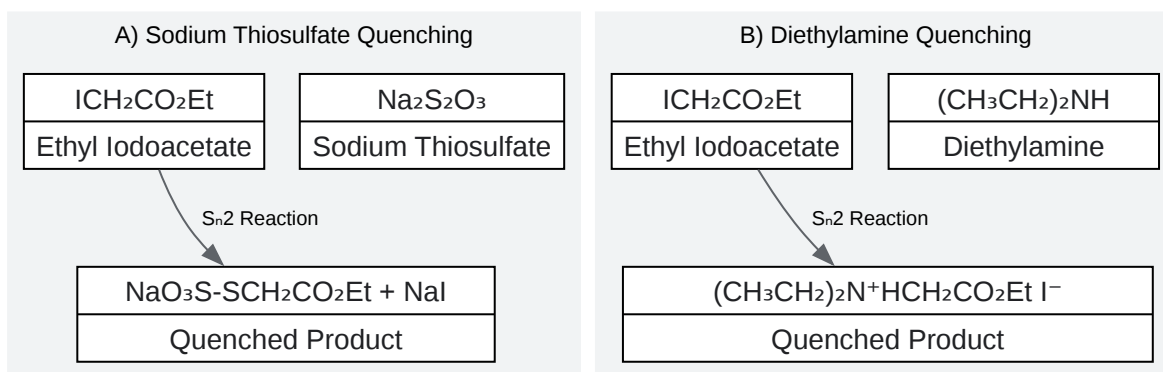 A) Sodium Thiosulfate Quenching
ICH₂CO₂Et
Ethyl Iodoacetate
Na₂S₂O₃
Sodium Thiosulfate
Sₙ2 Reaction
NaO₃S-SCH₂CO₂Et + NaI
Quenched Product
B) Diethylamine Quenching
ICH₂CO₂Et
Ethyl Iodoacetate
(CH₃CH₂)₂NH
Diethylamine
Sₙ2 Reaction
(CH₃CH₂)₂N⁺HCH₂CO₂Et I⁻
Quenched Product